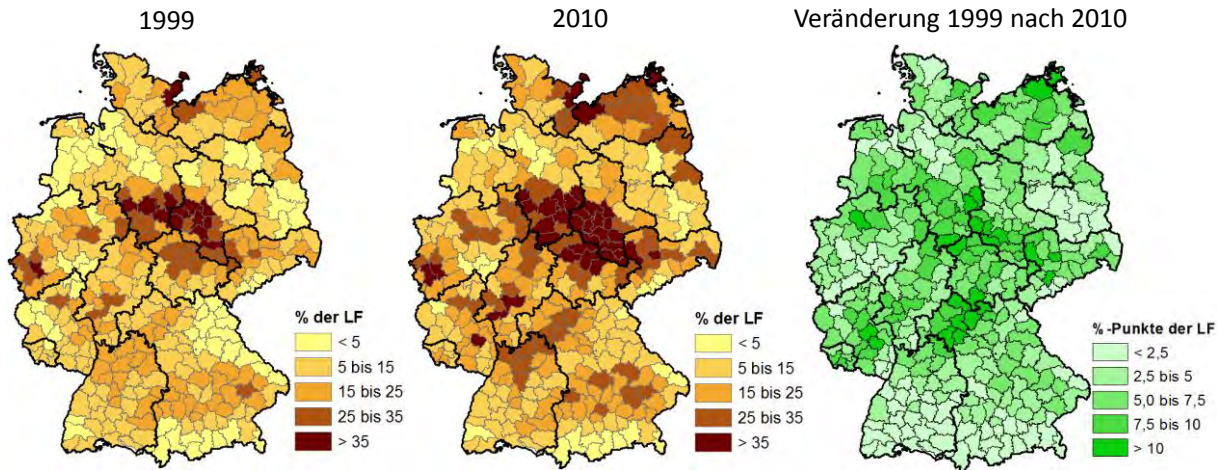 1999
2010
Veränderung 1999 nach 2010
% der LF
< 5
5 bis 15
15 bis 25
25 bis 35
> 35
% der LF
< 5
5 bis 15
15 bis 25
25 bis 35
> 35
% -Punkte der LF
< 2,5
2,5 bis 5
5,0 bis 7,5
7,5 bis 10
> 10